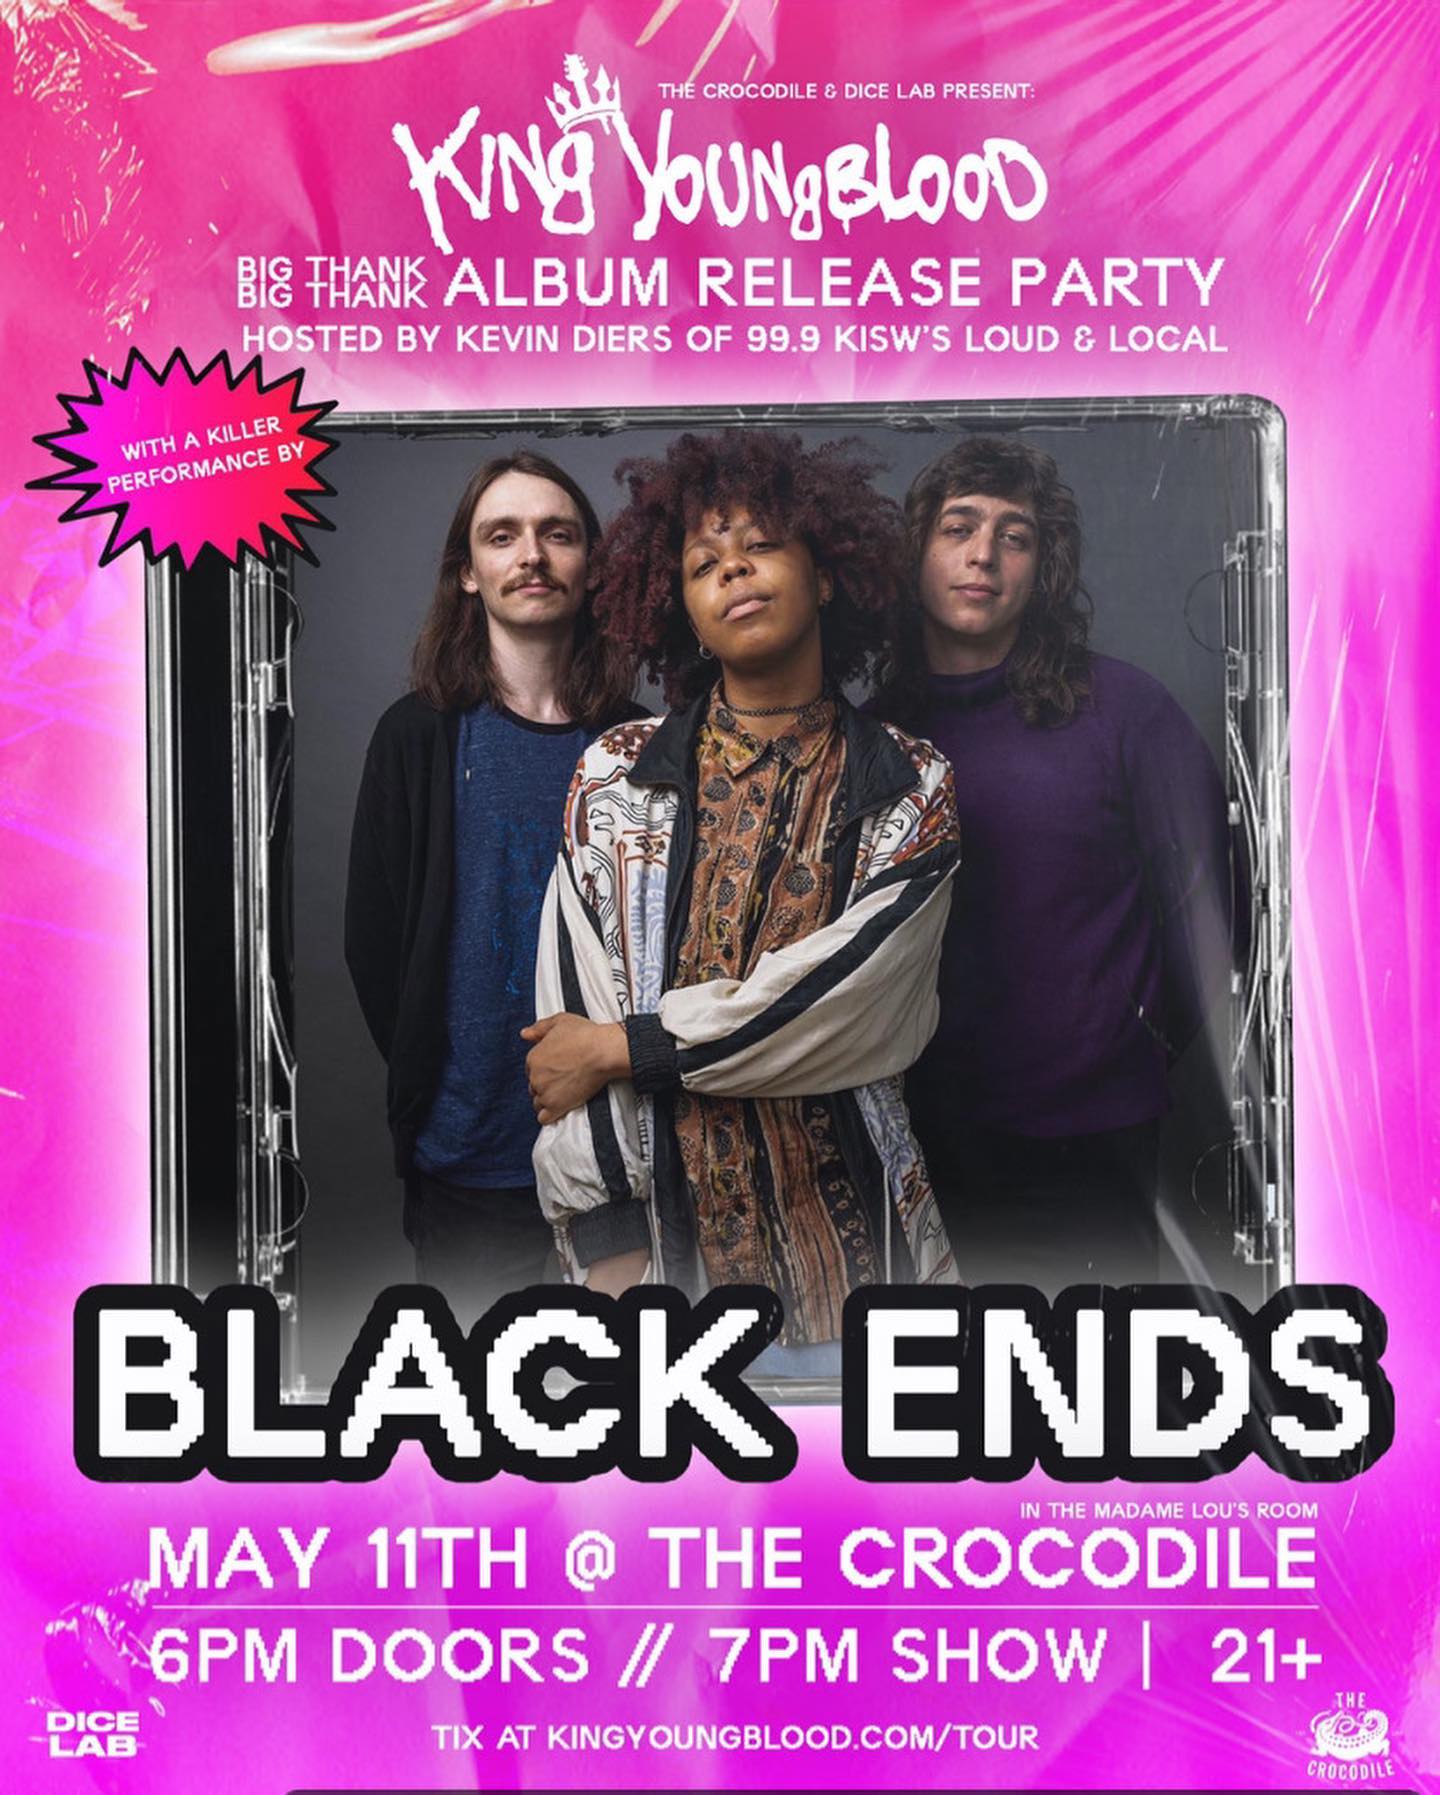 THE CROCODILE & DICE LAB PRESENT:
KING YOUNGBLOOD
BIG THANK
BIG THANK
ALBUM RELEASE PARTY
HOSTED BY KEVIN DIERS OF 99.9 KISW'S LOUD & LOCAL
WITH A KILLER
PERFORMANCE BY
BLACK ENDS
IN THE MADAME LOU'S ROOM
MAY 11TH @ THE CROCODILE
6PM DOORS // 7PM SHOW | 21+
DICE
LAB
TIX AT KINGYOUNGBLOOD.COM/TOUR
THE
CROCODILE